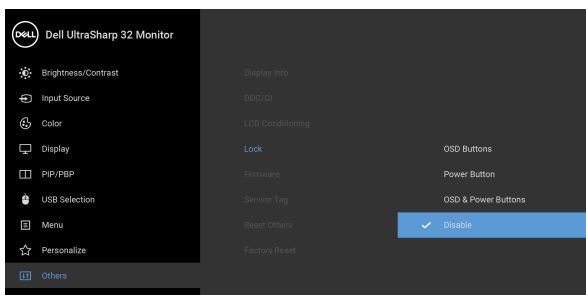 DELL Dell UltraSharp 32 Monitor
Brightness/Contrast
Input Source
Color
Display
PIP/PBP
USB Selection
Menu
Personalize
Others
Display Info
DDC/CI
LCD Conditioning
Lock
Firmware
Service Tag
Reset Others
Factory Reset
OSD Buttons
Power Button
OSD & Power Buttons
Disable